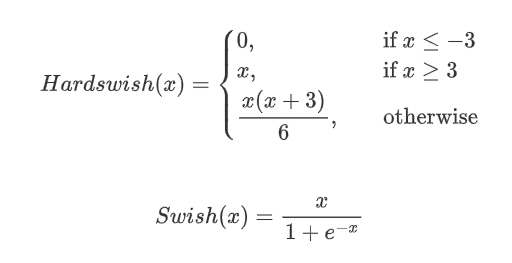 Hardswish(x) = { 0, if x ≤ −3
x, if x ≥ 3
x(x + 3) / 6, otherwise
Swish(x) = x / (1 + e^{−x})